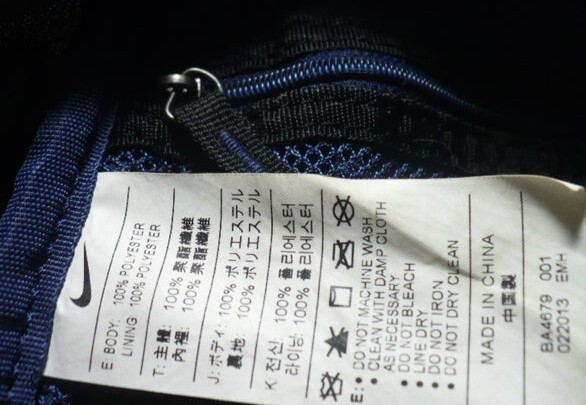 E: BODY: 100% POLYESTER
LINING: 100% POLYESTER
T: 主體: 100% 聚酯纖維
內裡: 100% 聚酯纖維
J: ボディ: 100% ポリエステル
裏地: 100% ポリエステル
K: 전신: 100% 폴리에스터
라이닝: 100% 폴리에스터
E: • DO NOT MACHINE WASH
• CLEAN WITH DAMP CLOTH
AS NECESSARY
• DO NOT BLEACH
• LINE DRY
• DO NOT IRON
• DO NOT DRY CLEAN
MADE IN CHINA
中国製
BA4679 001
022013 EMH